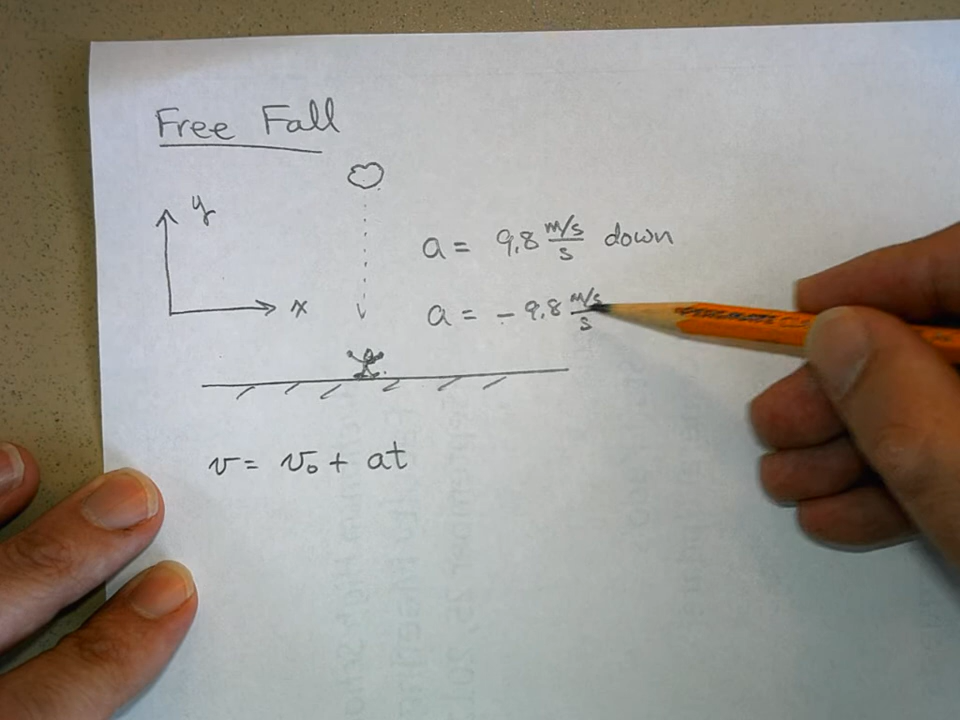 Free Fall
y
x
a = 9.8 m/s/s down
a = -9.8 m/s/s
v = v₀ + at